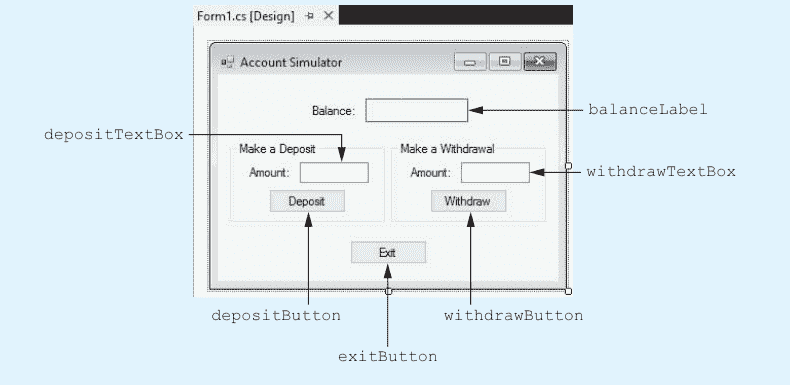 Form1.cs [Design]
Account Simulator
Balance:
balanceLabel
depositTextBox
Make a Deposit
Make a Withdrawal
Amount:
Amount:
withdrawTextBox
Deposit
Withdraw
Exit
depositButton
withdrawButton
exitButton